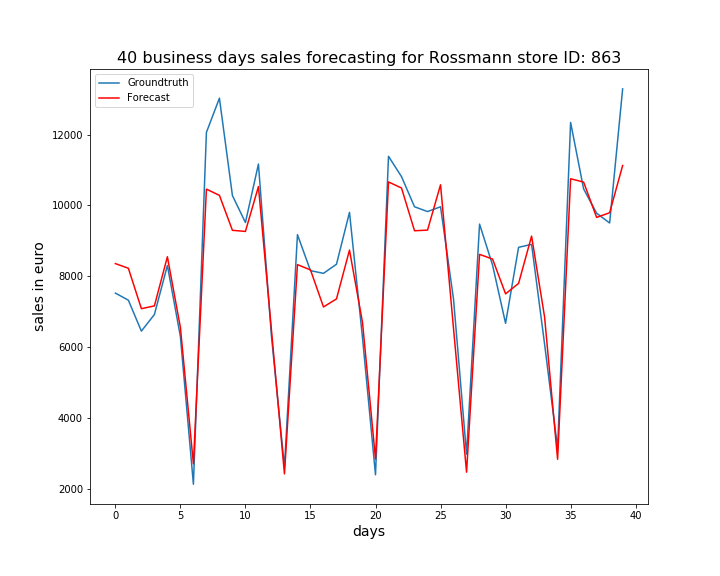 40 business days sales forecasting for Rossmann store ID: 863
Groundtruth
Forecast
12000
10000
8000
6000
4000
2000
sales in euro
0 5 10 15 20 25 30 35 40
days